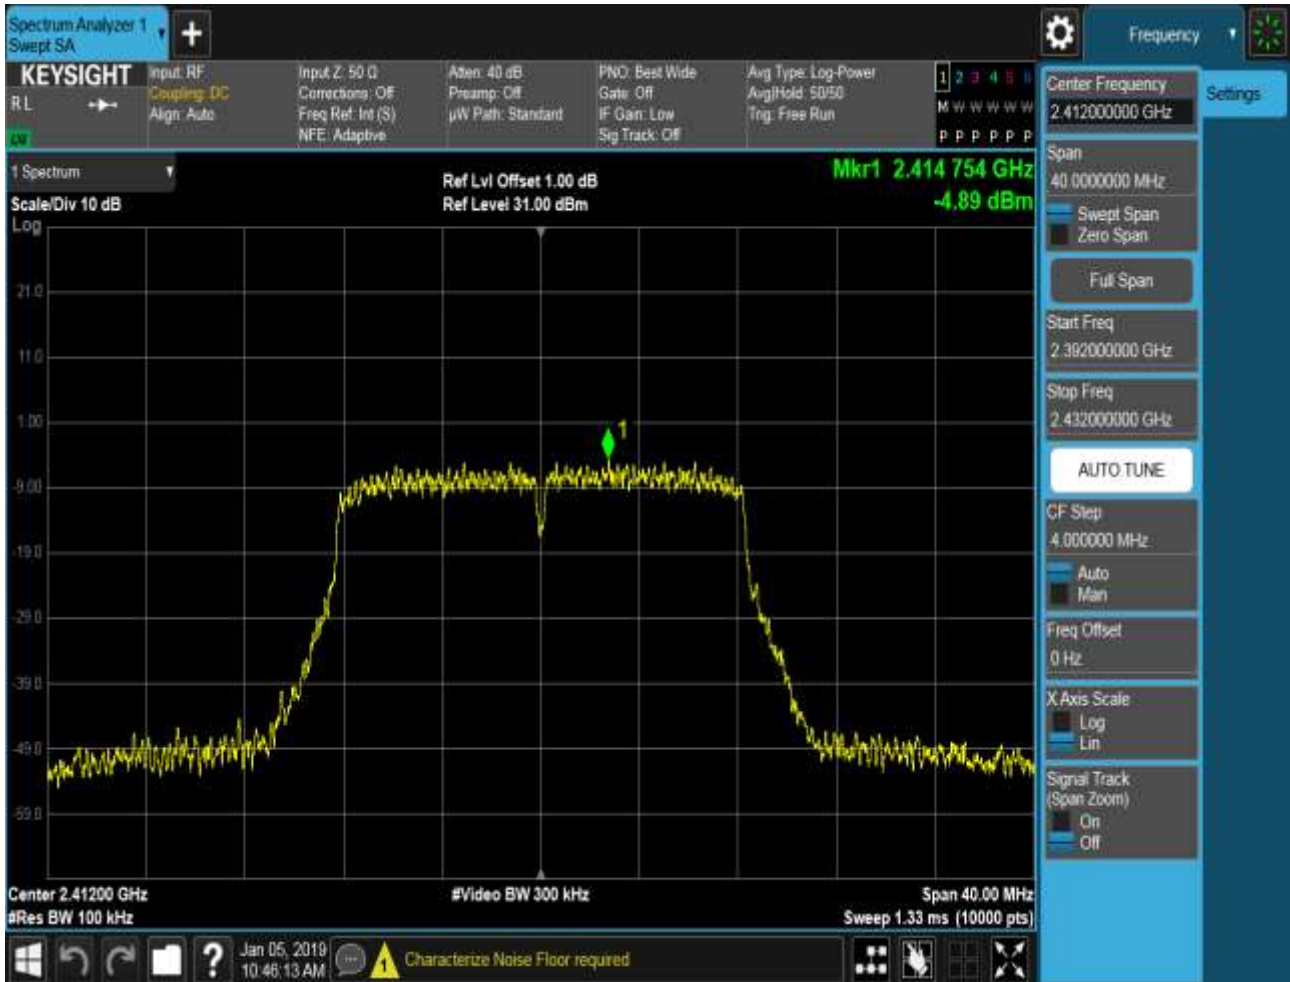 Spectrum Analyzer 1
Swept SA
Frequency
KEYSIGHT
RL
Input: RF
Coupling: DC
Align: Auto
Input Z: 50 Ω
Corrections: Off
Freq Ref: Int (S)
NFE: Adaptive
Atten: 40 dB
Preamp: Off
µW Path: Standard
PNO: Best Wide
Gate: Off
IF Gain: Low
Sig Track: Off
Avg Type: Log-Power
Avg|Hold: 50/50
Trig: Free Run
1 2 3 4 5 6
M W W W W W
P P P P P P
1 Spectrum
Scale/Div 10 dB
Log
Ref Lvl Offset 1.00 dB
Ref Level 31.00 dBm
Mkr1 2.414 754 GHz
-4.89 dBm
21.0
11.0
1.00
-9.00
-19.0
-29.0
-39.0
-49.0
-59.0
1
Center 2.41200 GHz
#Res BW 100 kHz
#Video BW 300 kHz
Span 40.00 MHz
Sweep 1.33 ms (10000 pts)
Center Frequency
2.412000000 GHz
Settings
Span
40.0000000 MHz
Swept Span
Zero Span
Full Span
Start Freq
2.392000000 GHz
Stop Freq
2.432000000 GHz
AUTO TUNE
CF Step
4.000000 MHz
Auto
Man
Freq Offset
0 Hz
X Axis Scale
Log
Lin
Signal Track
(Span Zoom)
On
Off
?
Jan 05, 2019
10:46:13 AM
1
Characterize Noise Floor required